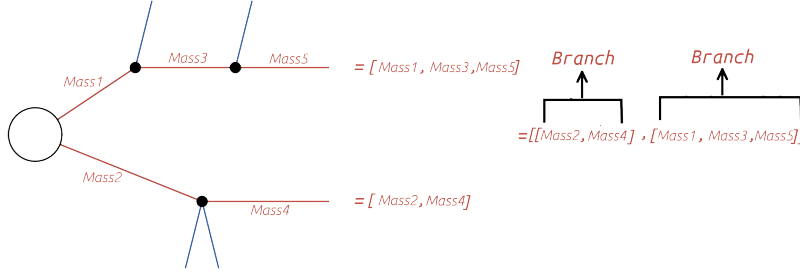 Mass1
Mass3
Mass5
= [ Mass1, Mass3,Mass5]
Branch
Branch
=[[Mass2,Mass4] ,[Mass1, Mass3,Mass5]]
Mass2
Mass4
= [ Mass2,Mass4]